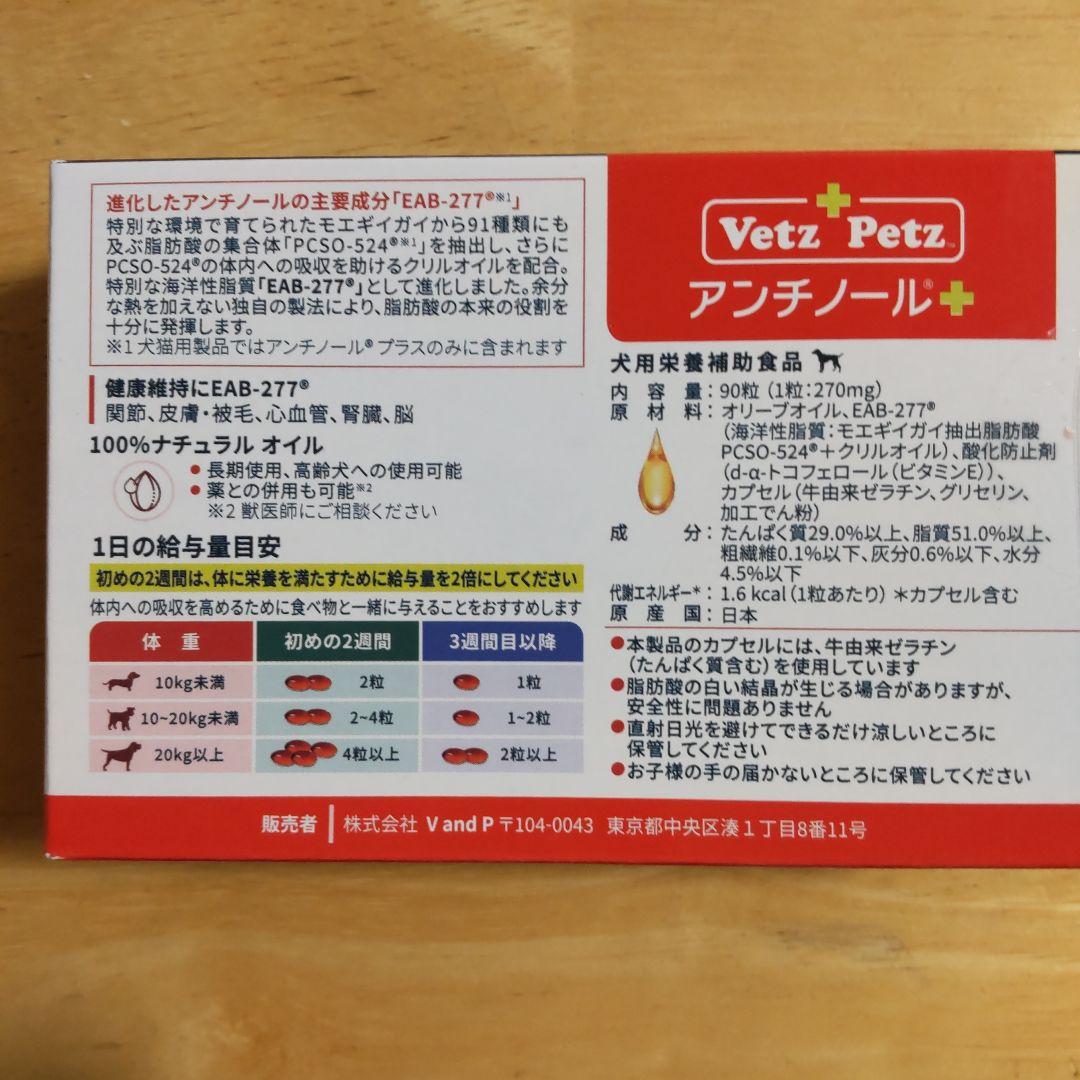 進化したアンチノールの主要成分「EAB-277®※1」
特別な環境で育てられたモエギイガイから91種類にも
及ぶ脂肪酸の集合体「PCSO-524®※1」を抽出し、さらに
PCSO-524®の体内への吸収を助けるクリルオイルを配合。
特別な海洋性脂質「EAB-277®」として進化しました。余分
な熱を加えない独自の製法により、脂肪酸の本来の役割を
十分に発揮します。
※1 犬猫用製品ではアンチノール® プラスのみに含まれます
健康維持にEAB-277®
関節、皮膚・被毛、心血管、腎臓、脳
100%ナチュラル オイル
●長期使用、高齢犬への使用可能
●薬との併用も可能※2
※2 獣医師にご相談ください
1日の給与量目安
初めの2週間は、体に栄養を満たすために給与量を2倍にしてください
体内への吸収を高めるために食べ物と一緒に与えることをおすすめします
体 重 初めの2週間 3週間目以降
10kg未満 2粒 1粒
10~20kg未満 2~4粒 1~2粒
20kg以上 4粒以上 2粒以上
Vetz Petz™
アンチノール®+
犬用栄養補助食品
内容量：90粒（1粒：270mg）
原材料：オリーブオイル、EAB-277®
（海洋性脂質：モエギイガイ抽出脂肪酸
PCSO-524®＋クリルオイル）、酸化防止剤
（d-α-トコフェロール（ビタミンE））、
カプセル（牛由来ゼラチン、グリセリン、
加工でん粉）
成分：たんぱく質29.0%以上、脂質51.0%以上、
粗繊維0.1%以下、灰分0.6%以下、水分
4.5%以下
代謝エネルギー*：1.6 kcal（1粒あたり）＊カプセル含む
原産国：日本
●本製品のカプセルには、牛由来ゼラチン
（たんぱく質含む）を使用しています
●脂肪酸の白い結晶が生じる場合がありますが、
安全性に問題ありません
●直射日光を避けてできるだけ涼しいところに
保管してください
●お子様の手の届かないところに保管してください
販売者 株式会社 V and P 〒104-0043 東京都中央区湊1丁目8番11号